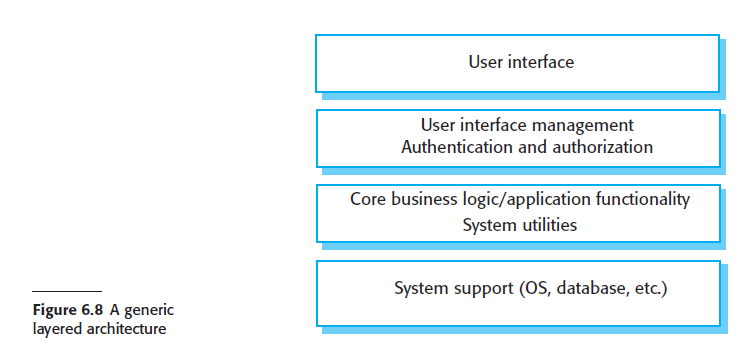 User interface
User interface management
Authentication and authorization
Core business logic/application functionality
System utilities
System support (OS, database, etc.)
Figure 6.8 A generic
layered architecture